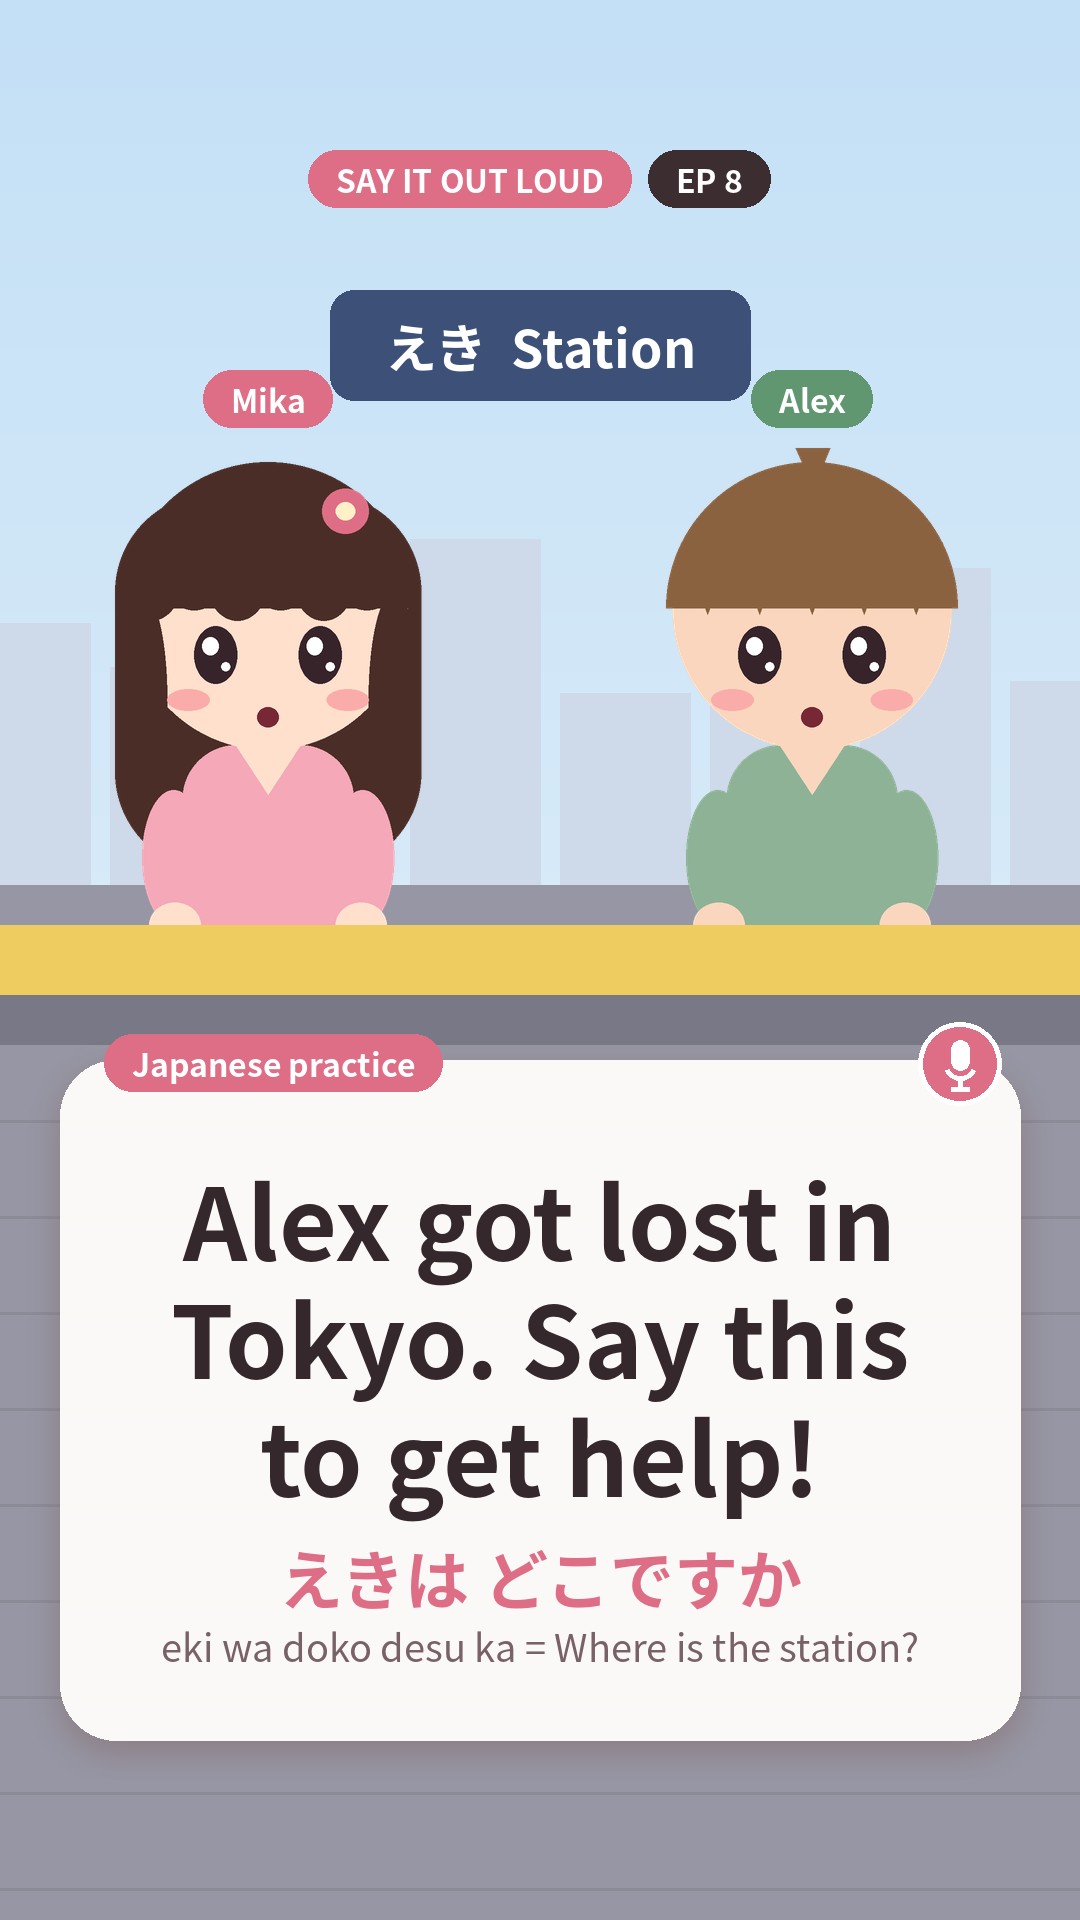 SAY IT OUT LOUD EP 8
えき Station
Mika
Alex
Japanese practice
Alex got lost in
Tokyo. Say this
to get help!
えきは どこですか
eki wa doko desu ka = Where is the station?